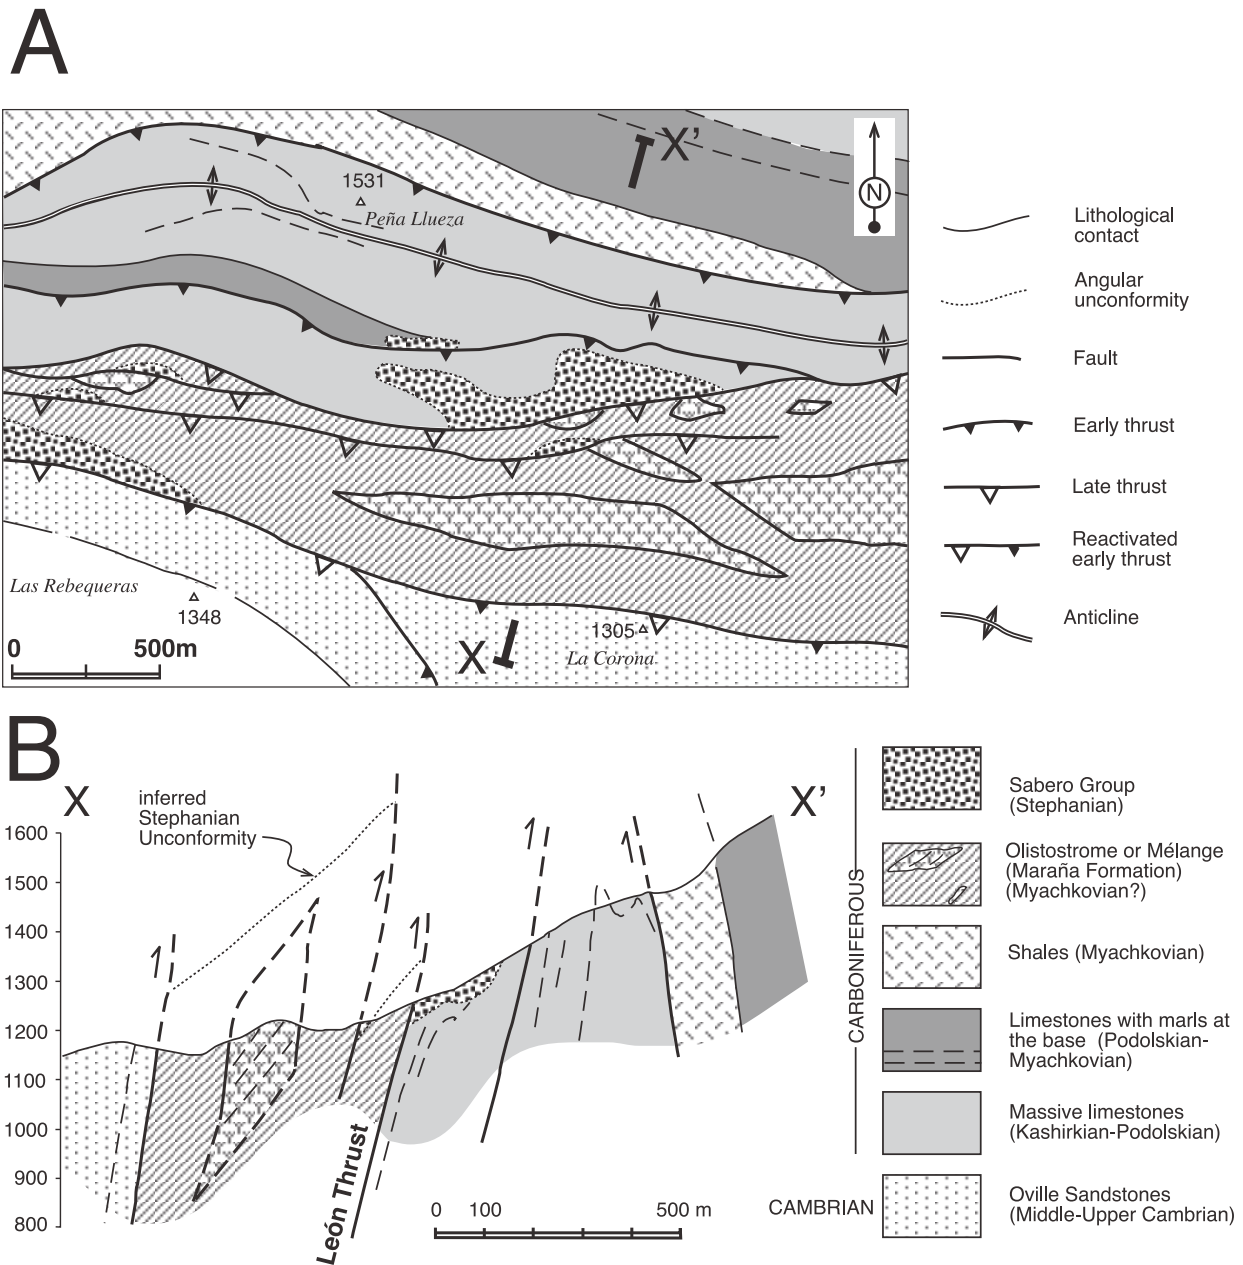 A
X'
N
1531
Peña Llueza
Las Rebequeras
1348
0 500m
X
1305
La Corona
Lithological
contact
Angular
unconformity
Fault
Early thrust
Late thrust
Reactivated
early thrust
Anticline
B
X
inferred
Stephanian
Unconformity
X'
1600
1500
1400
1300
1200
1100
1000
900
800
León Thrust
0 100 500 m
CARBONIFEROUS
CAMBRIAN
Sabero Group
(Stephanian)
Olistostrome or Mélange
(Maraña Formation)
(Myachkovian?)
Shales (Myachkovian)
Limestones with marls at
the base (Podolskian-
Myachkovian)
Massive limestones
(Kashirkian-Podolskian)
Oville Sandstones
(Middle-Upper Cambrian)